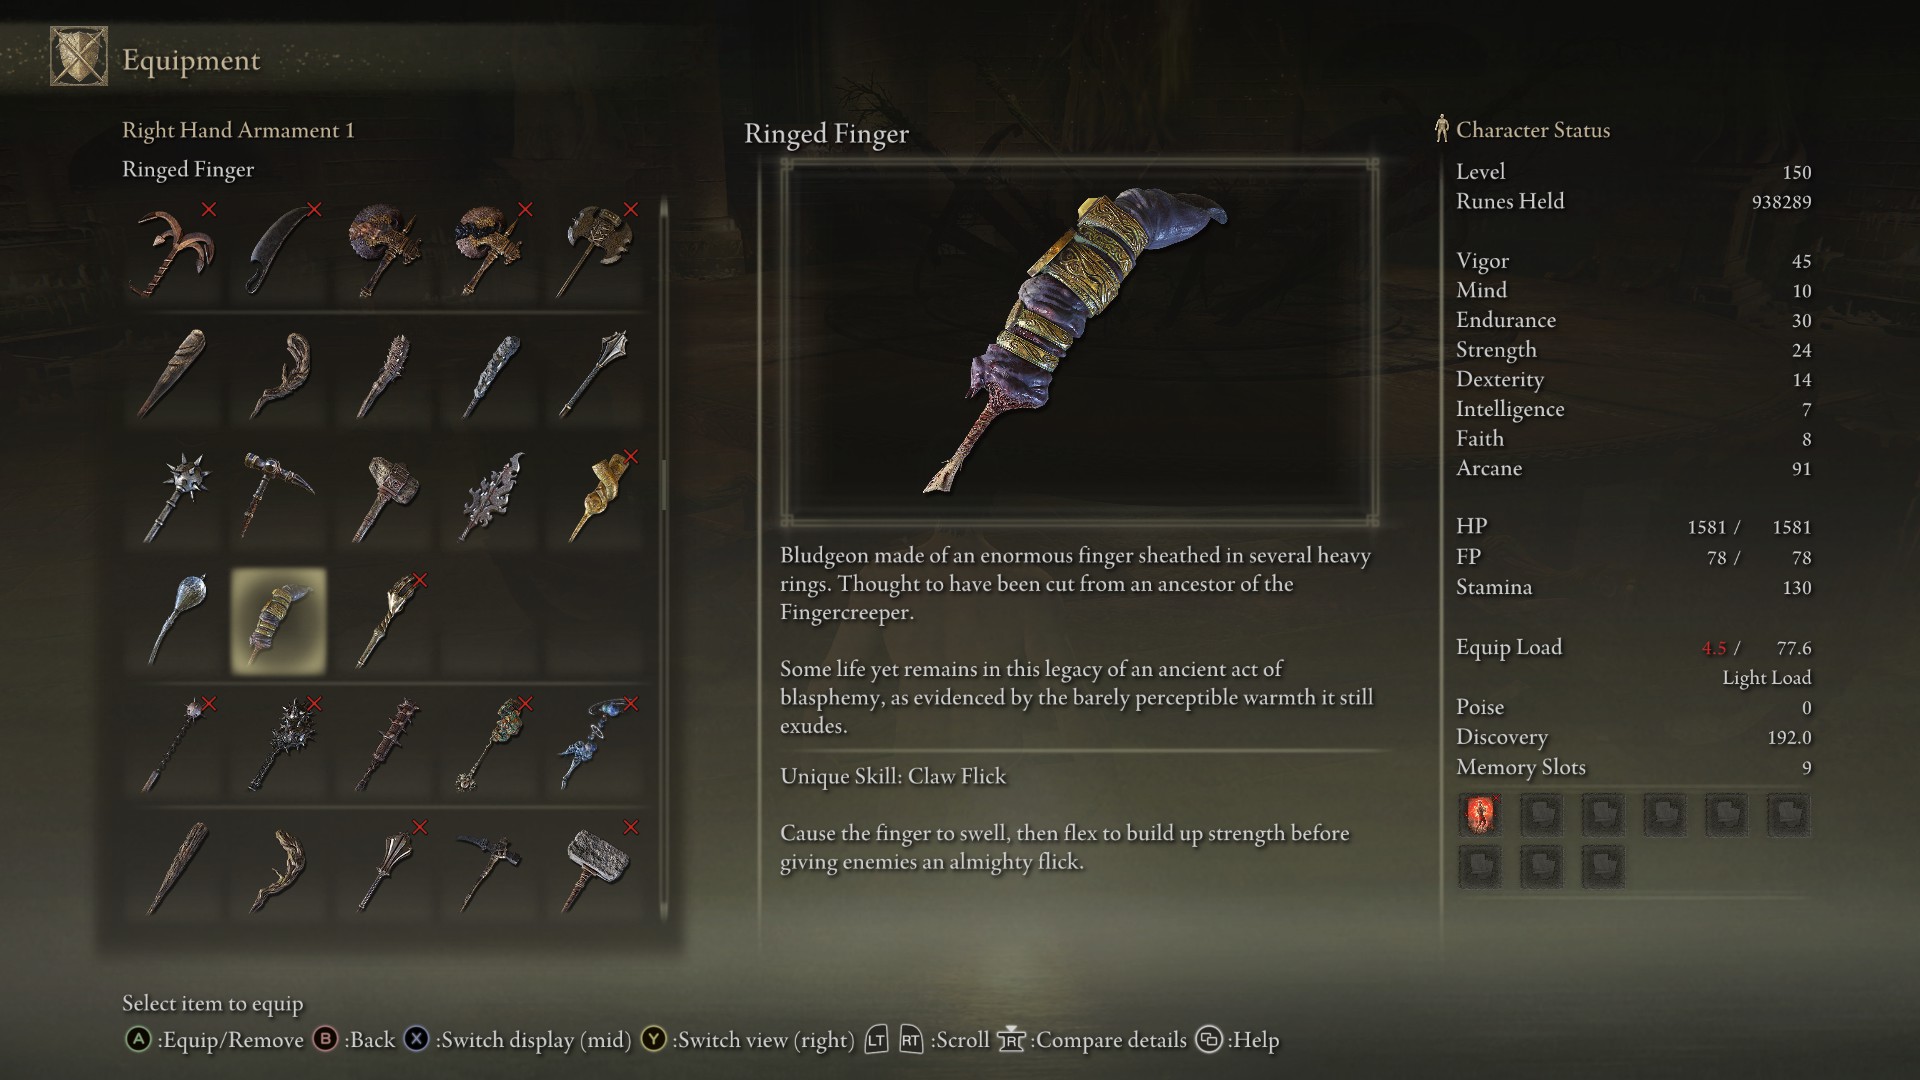 Equipment
Right Hand Armament 1
Ringed Finger
Ringed Finger
Bludgeon made of an enormous finger sheathed in several heavy
rings. Thought to have been cut from an ancestor of the
Fingercreeper.
Some life yet remains in this legacy of an ancient act of
blasphemy, as evidenced by the barely perceptible warmth it still
exudes.
Unique Skill: Claw Flick
Cause the finger to swell, then flex to build up strength before
giving enemies an almighty flick.
Character Status
Level 150
Runes Held 938289
Vigor 45
Mind 10
Endurance 30
Strength 24
Dexterity 14
Intelligence 7
Faith 8
Arcane 91
HP 1581 / 1581
FP 78 / 78
Stamina 130
Equip Load 4.5 / 77.6
Light Load
Poise 0
Discovery 192.0
Memory Slots 9
Select item to equip
A :Equip/Remove B :Back X :Switch display (mid) Y :Switch view (right) LT RT :Scroll R :Compare details :Help